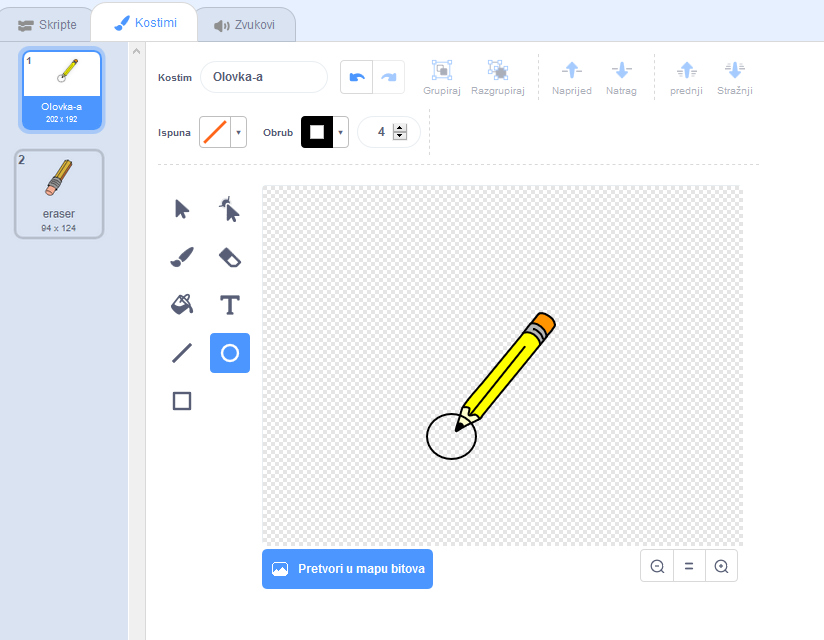 Skripte
Kostimi
Zvukovi
1
Olovka-a
202 x 192
2
eraser
94 x 124
Kostim
Olovka-a
Grupiraj
Razgrupiraj
Naprijed
Natrag
prednji
Stražnji
Ispuna
Obrub
4
T
Pretvori u mapu bitova
=